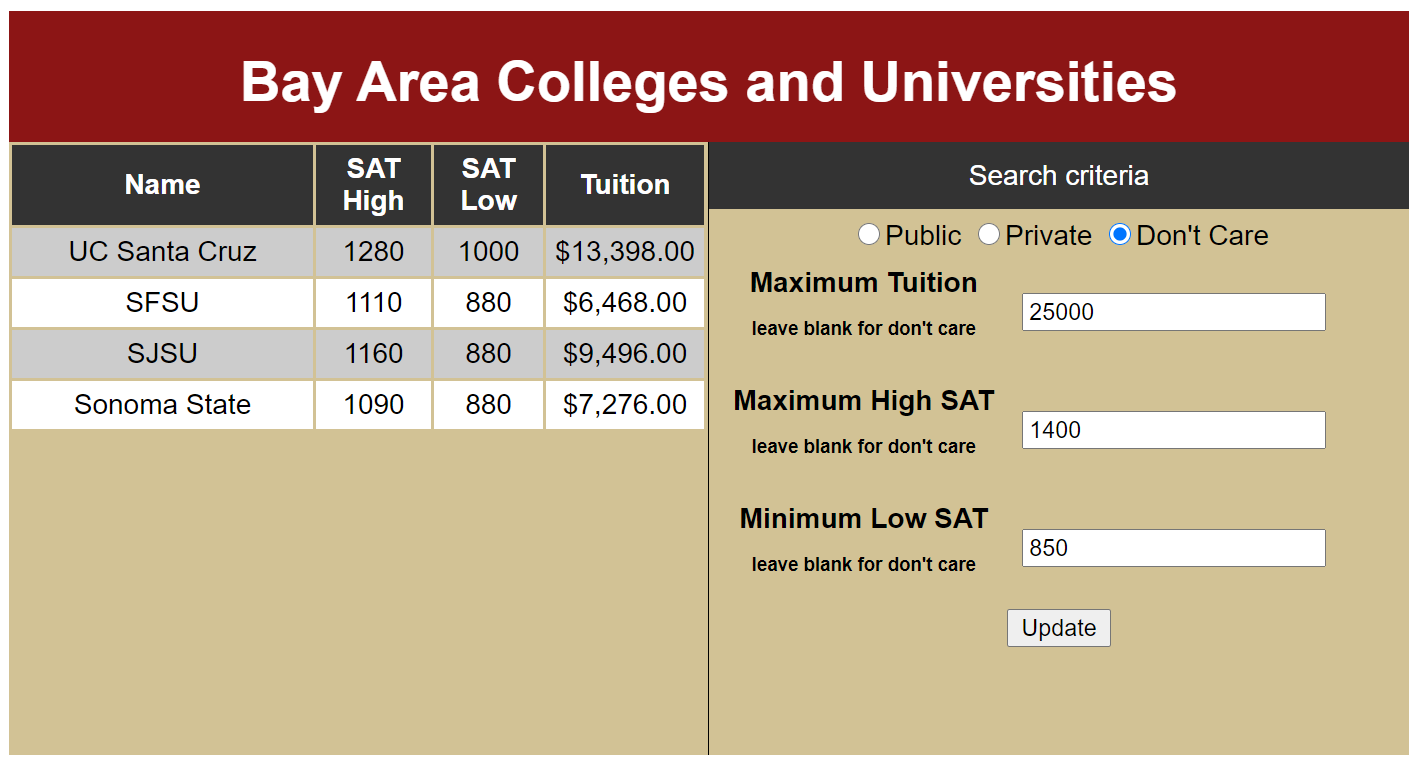 Bay Area Colleges and Universities
Name SAT High SAT Low Tuition
UC Santa Cruz 1280 1000 $13,398.00
SFSU 1110 880 $6,468.00
SJSU 1160 880 $9,496.00
Sonoma State 1090 880 $7,276.00
Search criteria
Public Private Don't Care
Maximum Tuition
leave blank for don't care
25000
Maximum High SAT
leave blank for don't care
1400
Minimum Low SAT
leave blank for don't care
850
Update